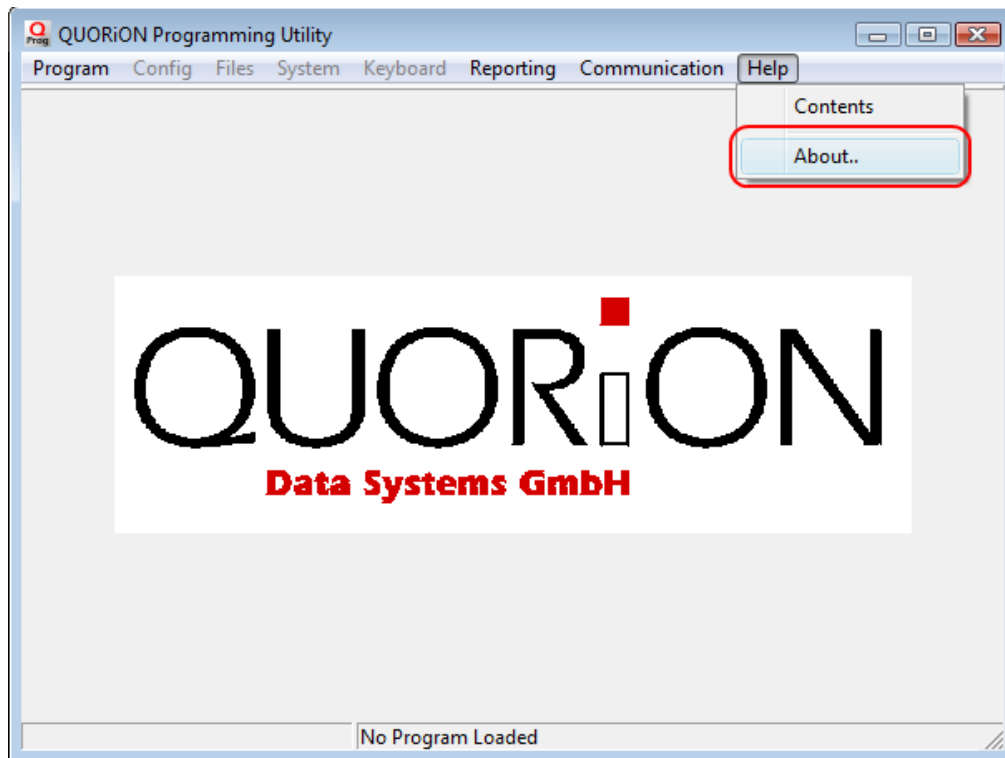 Q
Prog
QUORiON Programming Utility
Program Config Files System Keyboard Reporting Communication Help
Contents
About..
QUORiON
Data Systems GmbH
No Program Loaded